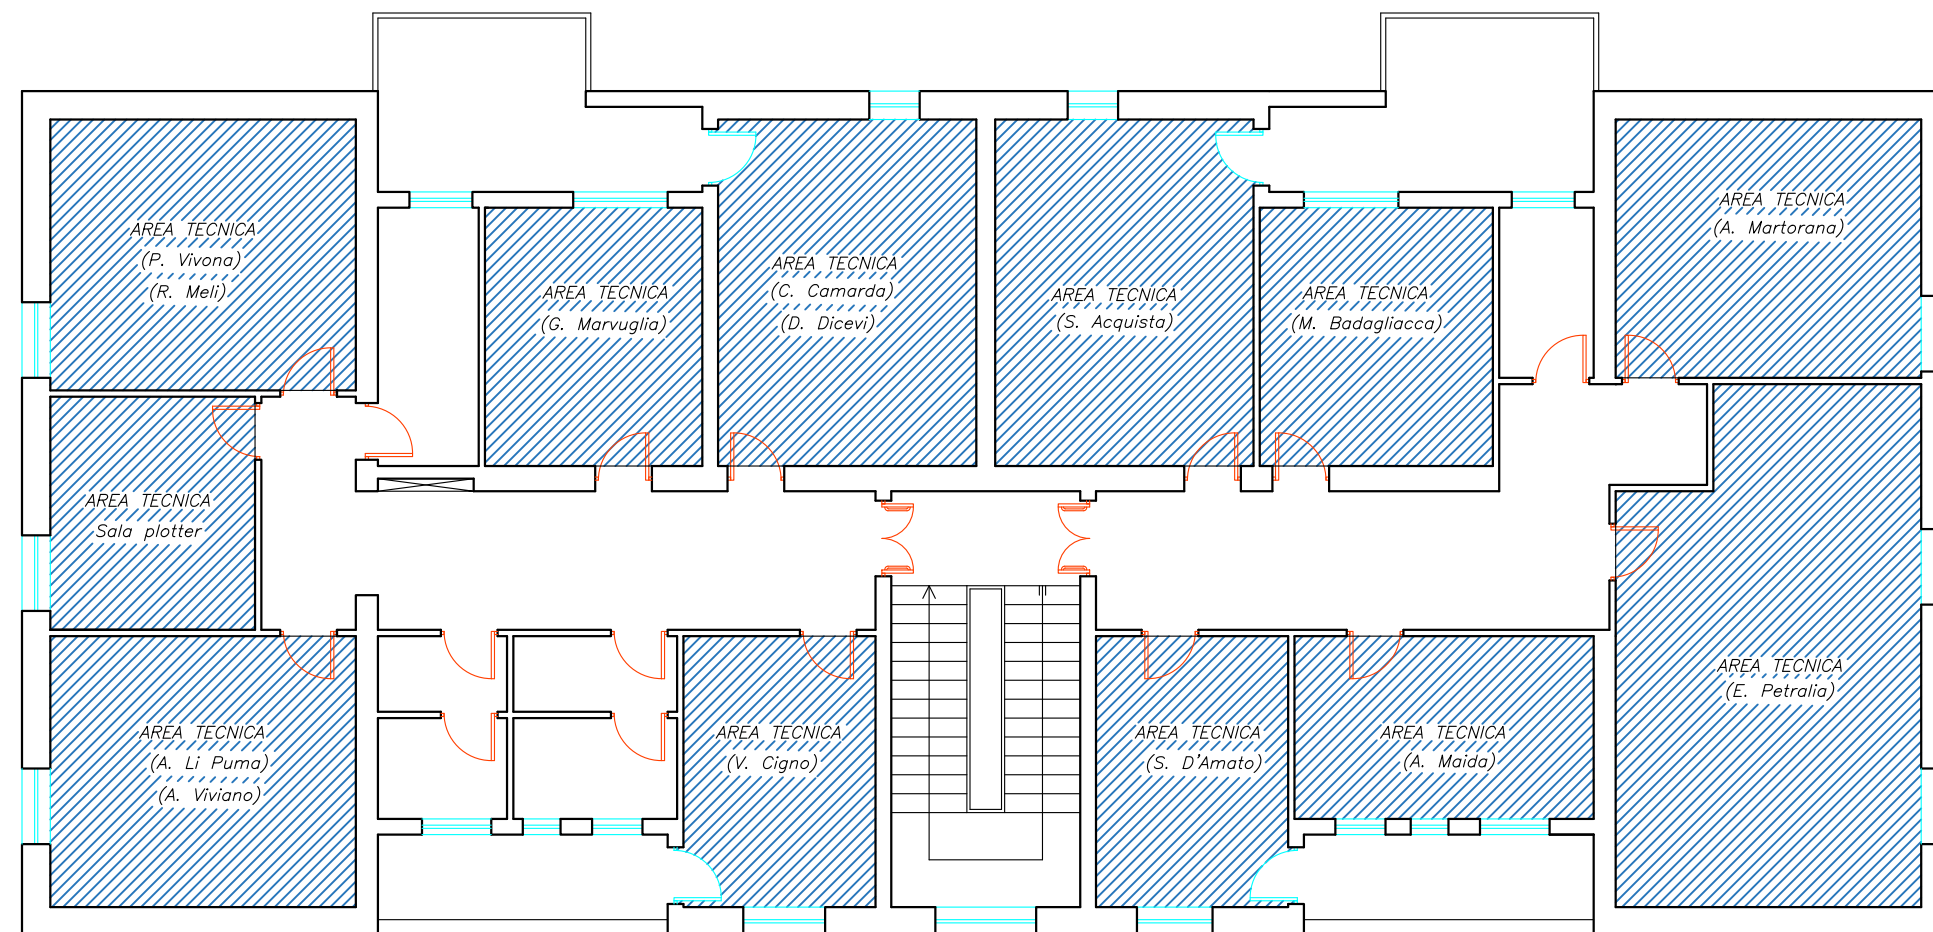 AREA TECNICA
(P. Vivona)
(R. Meli)
AREA TECNICA
(G. Marvuglia)
AREA TECNICA
(C. Camarda)
(D. Dicevi)
AREA TECNICA
(S. Acquista)
AREA TECNICA
(M. Badagliacca)
AREA TECNICA
(A. Martorana)
AREA TECNICA
Sala plotter
AREA TECNICA
(A. Li Puma)
(A. Viviano)
AREA TECNICA
(V. Cigno)
AREA TECNICA
(S. D'Amato)
AREA TECNICA
(A. Maida)
AREA TECNICA
(E. Petralia)